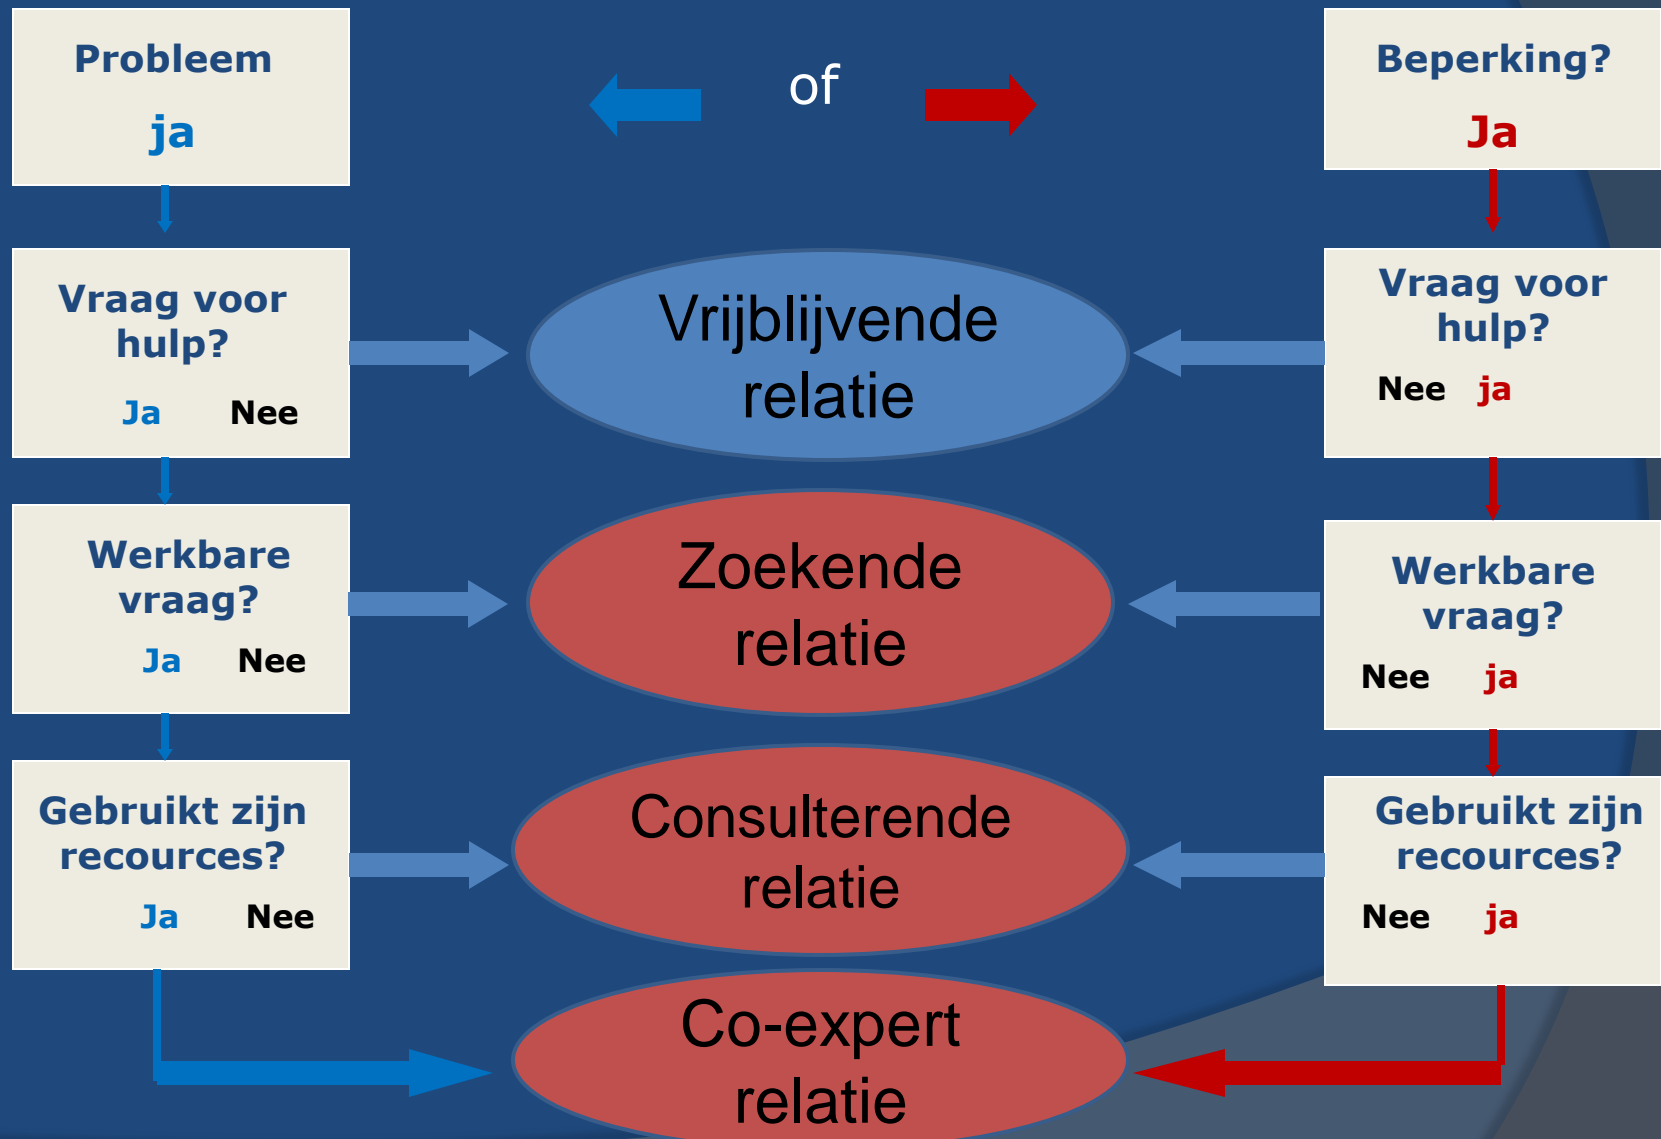 Probleem
ja
of
Beperking?
Ja
Vraag voor
hulp?
Ja Nee
Vrijblijvende
relatie
Vraag voor
hulp?
Nee ja
Werkbare
vraag?
Ja Nee
Zoekende
relatie
Werkbare
vraag?
Nee ja
Gebruikt zijn
recources?
Ja Nee
Consulterende
relatie
Gebruikt zijn
recources?
Nee ja
Co-expert
relatie